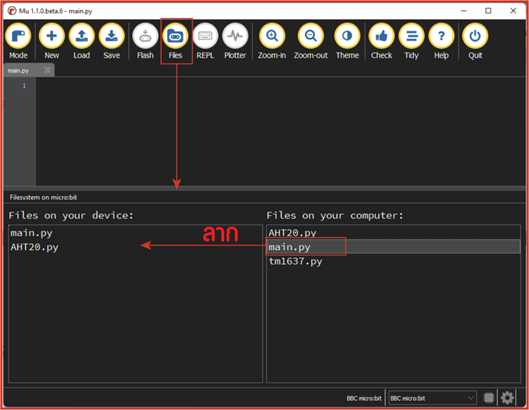 Mu 1.1.0.beta.6 - main.py
Mode New Load Save Flash Files REPL Plotter Zoom-in Zoom-out Theme Check Tidy Help Quit
main.py
1
Filesystem on micro:bit
Files on your device:
main.py
AHT20.py
ลาก
Files on your computer:
AHT20.py
main.py
tm1637.py
BBC micro:bit BBC micro:bit